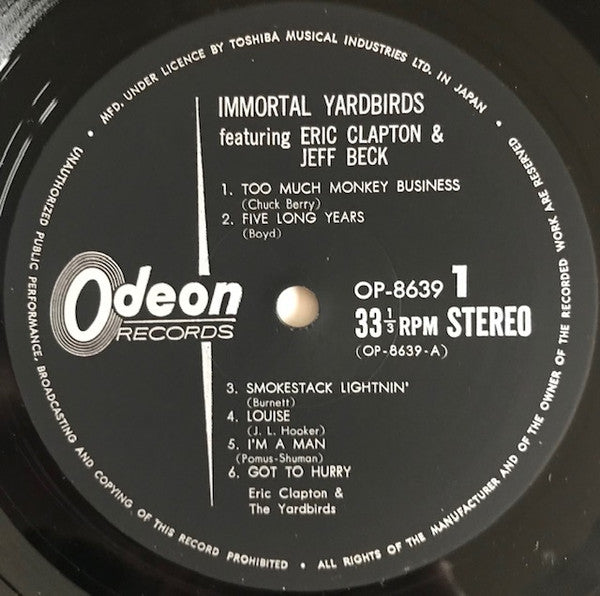 MFD. UNDER LICENCE BY TOSHIBA MUSICAL INDUSTRIES LTD. IN JAPAN •
IMMORTAL YARDBIRDS
featuring ERIC CLAPTON &
JEFF BECK
1. TOO MUCH MONKEY BUSINESS
(Chuck Berry)
2. FIVE LONG YEARS
(Boyd)
Odeon
RECORDS
OP-8639 1
33⅓ RPM STEREO
(OP-8639-A)
3. SMOKESTACK LIGHTNIN'
(Burnett)
4. LOUISE
(J. L. Hooker)
5. I'M A MAN
(Pomus-Shuman)
6. GOT TO HURRY
Eric Clapton &
The Yardbirds
• UNAUTHORIZED PUBLIC PERFORMANCE, BROADCASTING AND COPYING OF THIS RECORD PROHIBITED • ALL RIGHTS OF THE MANUFACTURER AND OF THE OWNER OF THE RECORDED WORK ARE RESERVED